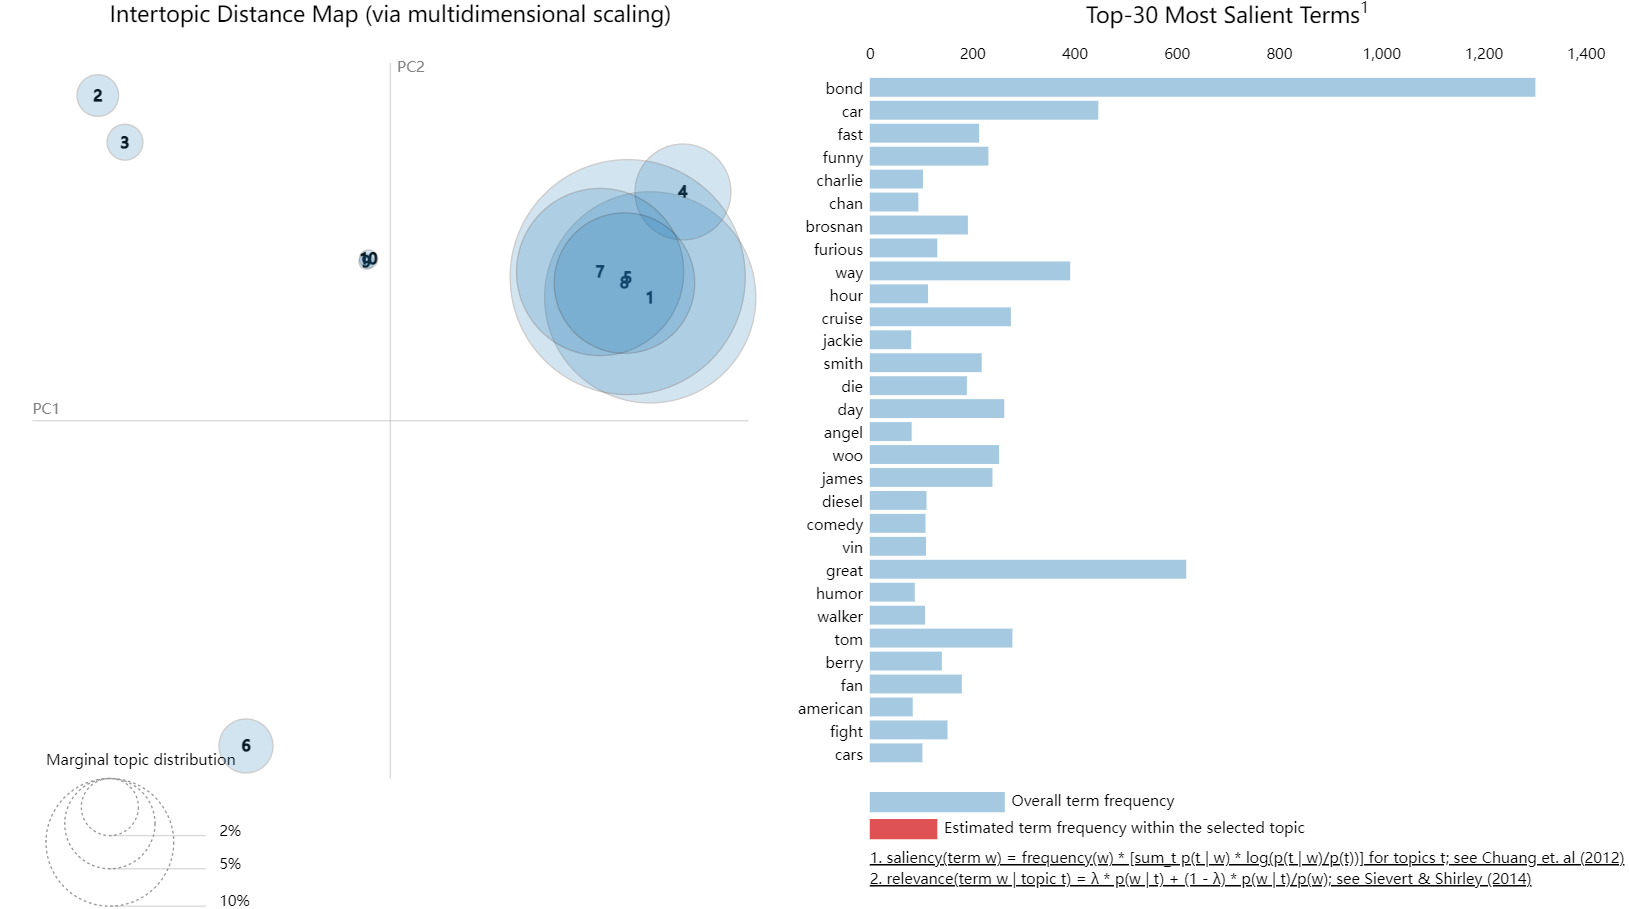 Intertopic Distance Map (via multidimensional scaling)
PC2
PC1
2
3
4
10
9
7
5
8
1
6
Marginal topic distribution
2%
5%
10%
Top-30 Most Salient Terms1
0 200 400 600 800 1,000 1,200 1,400
bond
car
fast
funny
charlie
chan
brosnan
furious
way
hour
cruise
jackie
smith
die
day
angel
woo
james
diesel
comedy
vin
great
humor
walker
tom
berry
fan
american
fight
cars
Overall term frequency
Estimated term frequency within the selected topic
1. saliency(term w) = frequency(w) * [sum_t p(t | w) * log(p(t | w)/p(t))] for topics t; see Chuang et. al (2012)
2. relevance(term w | topic t) = λ * p(w | t) + (1 - λ) * p(w | t)/p(w); see Sievert & Shirley (2014)